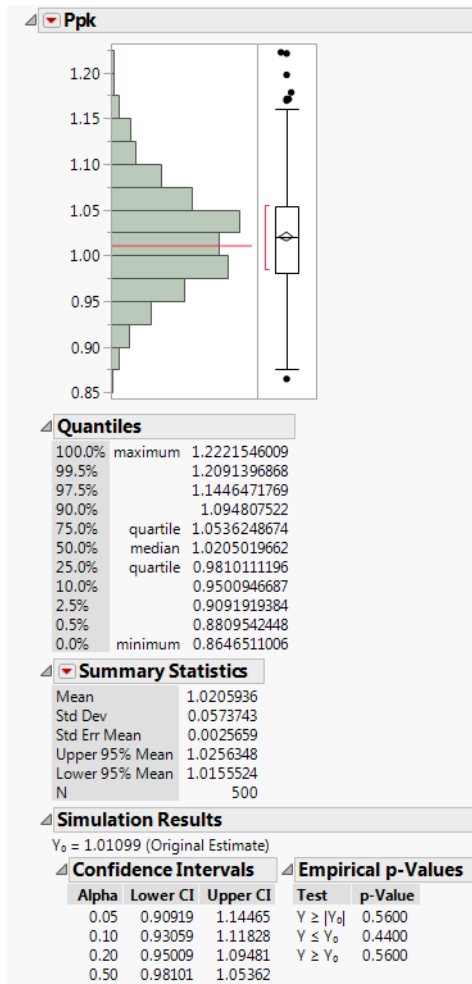 Ppk
1.20
1.15
1.10
1.05
1.00
0.95
0.90
0.85
Quantiles
100.0% maximum 1.2221546009
99.5% 1.2091396868
97.5% 1.1446471769
90.0% 1.094807522
75.0% quartile 1.0536248674
50.0% median 1.0205019662
25.0% quartile 0.9810111196
10.0% 0.9500946687
2.5% 0.9091919384
0.5% 0.8809542448
0.0% minimum 0.8646511006
Summary Statistics
Mean 1.0205936
Std Dev 0.0573743
Std Err Mean 0.0025659
Upper 95% Mean 1.0256348
Lower 95% Mean 1.0155524
N 500
Simulation Results
Y₀ = 1.01099 (Original Estimate)
Confidence Intervals Empirical p-Values
Alpha Lower CI Upper CI Test p-Value
0.05 0.90919 1.14465 Y ≥ |Y₀| 0.5600
0.10 0.93059 1.11828 Y ≤ Y₀ 0.4400
0.20 0.95009 1.09481 Y ≥ Y₀ 0.5600
0.50 0.98101 1.05362